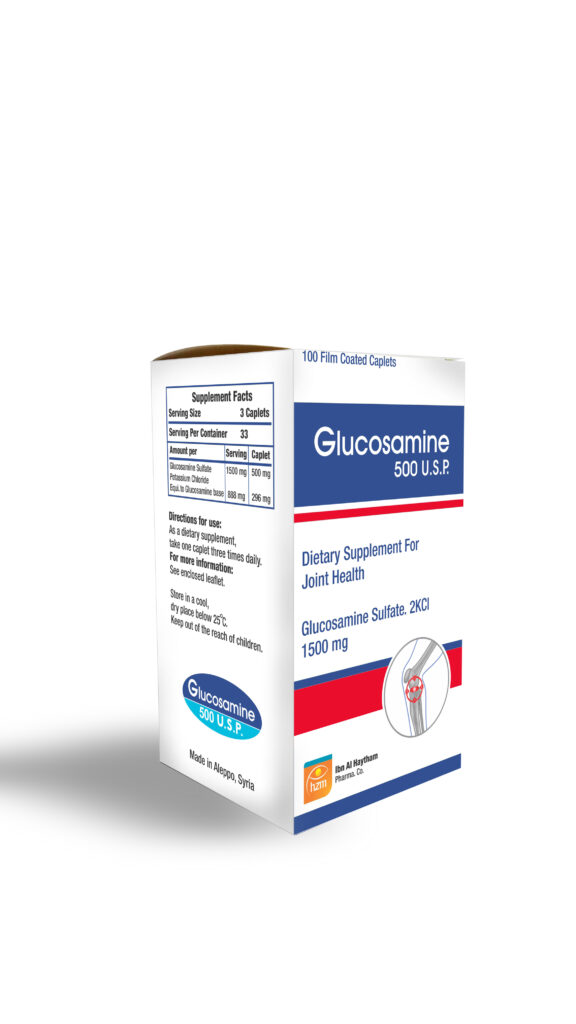 Supplement Facts
Serving Size 3 Caplets
Serving Per Container 33
Amount per Serving Caplet
Glucosamine Sulfate 1500 mg 500 mg
Potassium Chloride
Equi.to Glucosamine base 888 mg 296 mg
Directions for use:
As a dietary supplement,
take one caplet three times daily.
For more information:
See enclosed leaflet.
Store in a cool,
dry place below 25°C.
Keep out of the reach of children.
Glucosamine
500 U.S.P.
Made in Aleppo, Syria
100 Film Coated Caplets
Glucosamine
500 U.S.P.
Dietary Supplement For
Joint Health
Glucosamine Sulfate. 2KCl
1500 mg
hzm
Ibn Al Haytham
Pharma. Co.